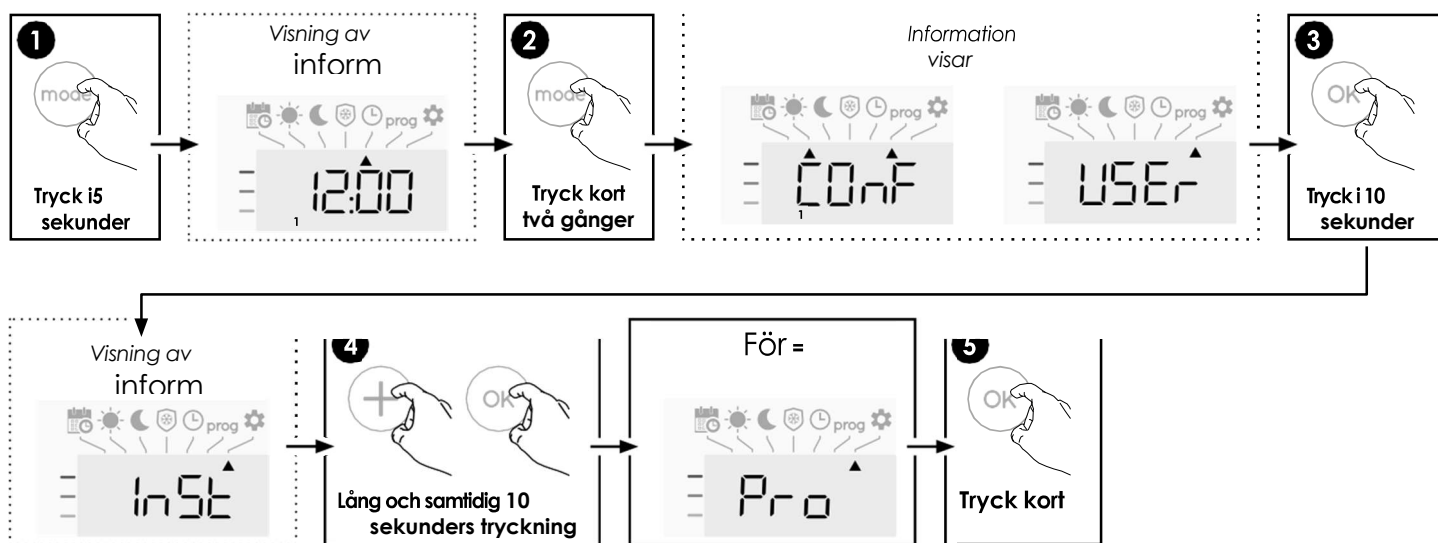 1
mode
Tryck i5
sekunder
Visning av
inform
prog
12:00
1
2
mode
Tryck kort
två gånger
Information
visar
prog
COnF
1
prog
USEr
3
OK
Tryck i 10
sekunder
Visning av
inform
prog
InSt
4
+
OK
Lång och samtidig 10
sekunders tryckning
För =
prog
Pro
5
OK
Tryck kort